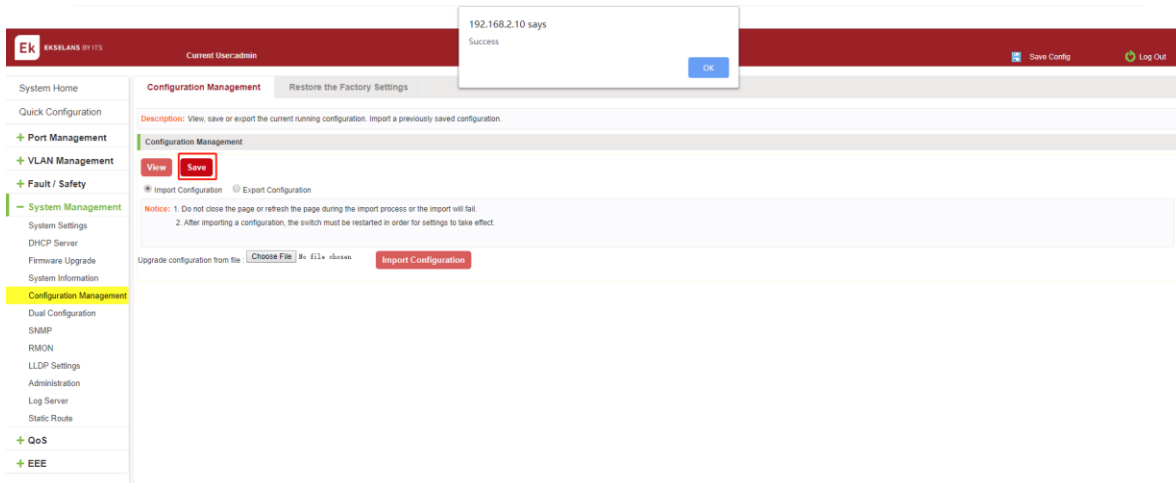 192.168.2.10 says
Success
OK
Ek EKSELANS BY ITS
Current User:admin
Save Config
Log Out
System Home
Quick Configuration
+ Port Management
+ VLAN Management
+ Fault / Safety
− System Management
System Settings
DHCP Server
Firmware Upgrade
System Information
Configuration Management
Dual Configuration
SNMP
RMON
LLDP Settings
Administration
Log Server
Static Route
+ QoS
+ EEE
Configuration Management Restore the Factory Settings
Description: View, save or export the current running configuration. Import a previously saved configuration.
Configuration Management
View Save
Import Configuration Export Configuration
Notice: 1. Do not close the page or refresh the page during the import process or the import will fail.
2. After importing a configuration, the switch must be restarted in order for settings to take effect.
Upgrade configuration from file : Choose File No file chosen Import Configuration